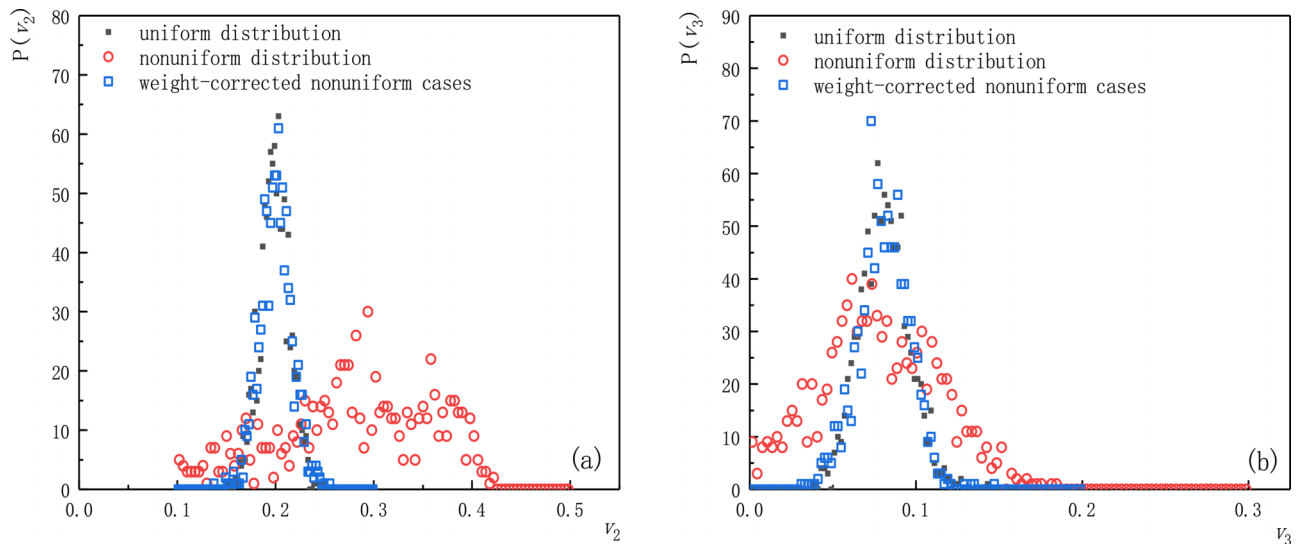 P(v₂)
80
70
60
50
40
30
20
10
0
uniform distribution
nonuniform distribution
weight-corrected nonuniform cases
(a)
0.0 0.1 0.2 0.3 0.4 0.5
v₂
P(v₃)
90
80
70
60
50
40
30
20
10
0
uniform distribution
nonuniform distribution
weight-corrected nonuniform cases
(b)
0.0 0.1 0.2 0.3
v₃